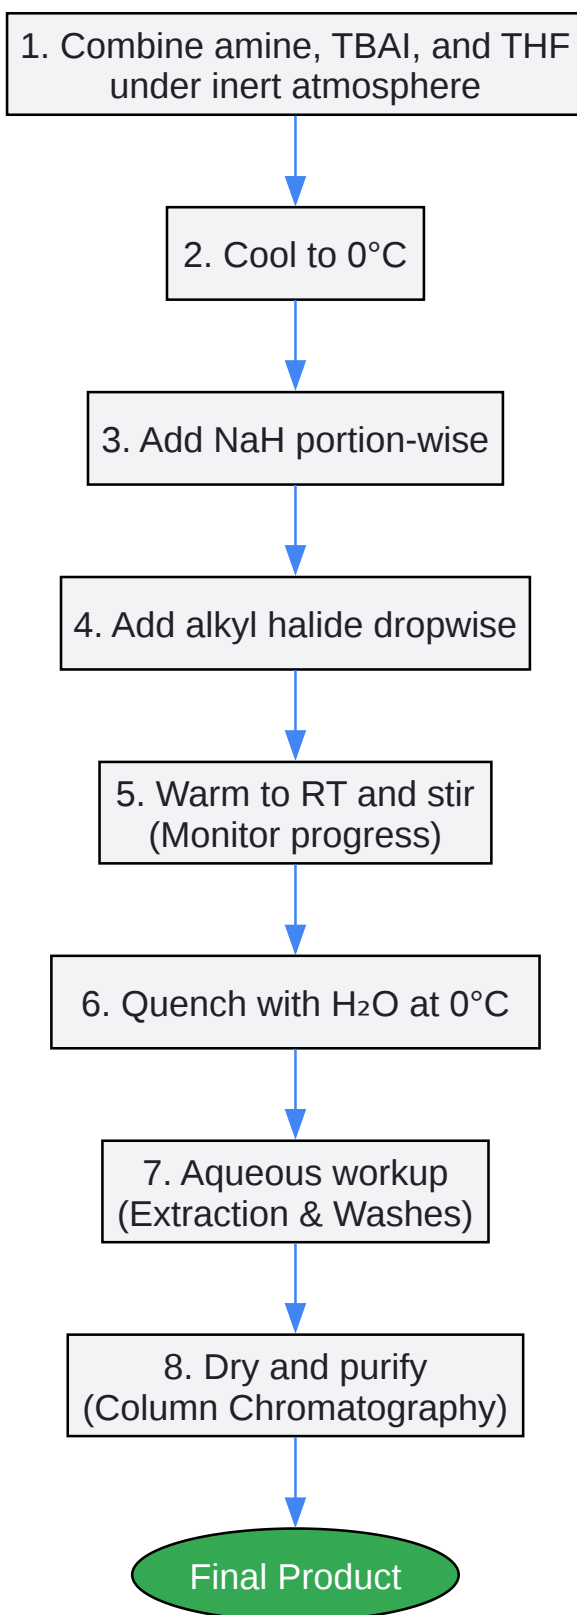 1. Combine amine, TBAI, and THF
under inert atmosphere
2. Cool to 0°C
3. Add NaH portion-wise
4. Add alkyl halide dropwise
5. Warm to RT and stir
(Monitor progress)
6. Quench with H₂O at 0°C
7. Aqueous workup
(Extraction & Washes)
8. Dry and purify
(Column Chromatography)
Final Product